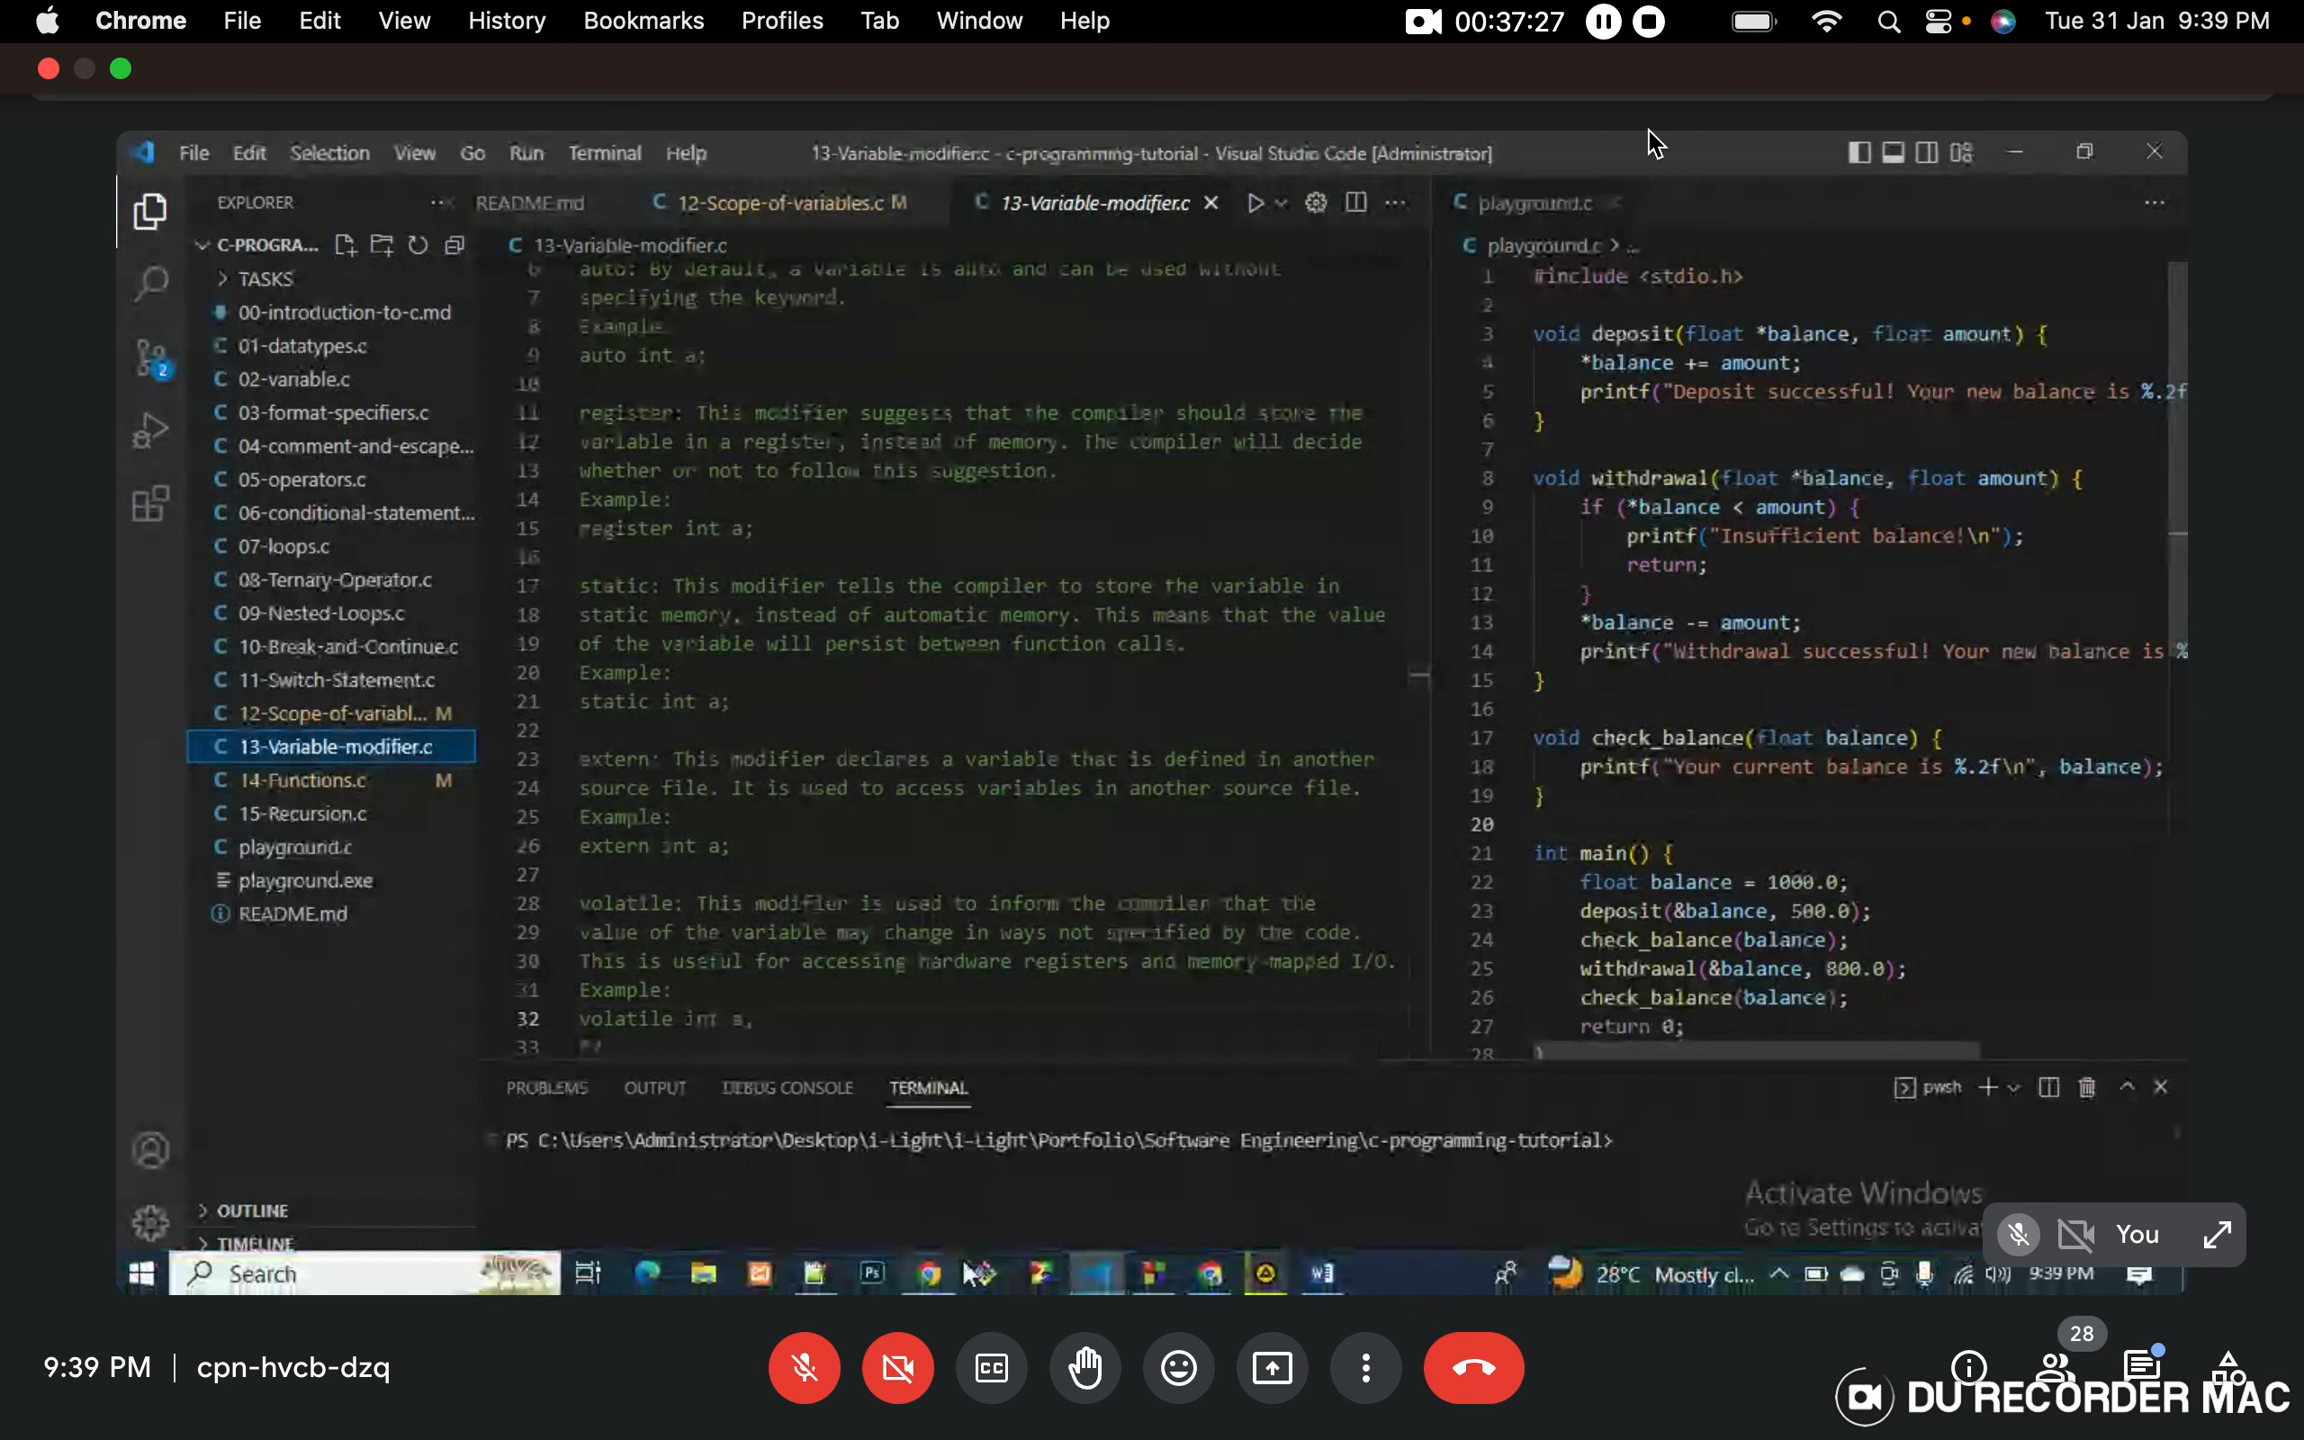 Chrome File Edit View History Bookmarks Profiles Tab Window Help 00:37:27 Tue 31 Jan 9:39 PM
File Edit Selection View Go Run Terminal Help 13-Variable-modifier.c - c-programming-tutorial - Visual Studio Code [Administrator]
EXPLORER
C-PROGRA...
TASKS
00-introduction-to-c.md
C 01-datatypes.c
C 02-variable.c
C 03-format-specifiers.c
C 04-comment-and-escape...
C 05-operators.c
C 06-conditional-statement...
C 07-loops.c
C 08-Ternary-Operator.c
C 09-Nested-Loops.c
C 10-Break-and-Continue.c
C 11-Switch-Statement.c
C 12-Scope-of-variabl... M
C 13-Variable-modifier.c
C 14-Functions.c M
C 15-Recursion.c
C playground.c
playground.exe
README.md
OUTLINE
TIMELINE
2
README.md C 12-Scope-of-variables.c M C 13-Variable-modifier.c
C 13-Variable-modifier.c
6 auto: By default, a variable is auto and can be used without
7 specifying the keyword.
8 Example
9 auto int a;
10
11 register: This modifier suggests that the compiler should store the
12 variable in a register, instead of memory. The compiler will decide
13 whether or not to follow this suggestion.
14 Example:
15 register int a;
16
17 static: This modifier tells the compiler to store the variable in
18 static memory, instead of automatic memory. This means that the value
19 of the variable will persist between function calls.
20 Example:
21 static int a;
22
23 extern: This modifier declares a variable that is defined in another
24 source file. It is used to access variables in another source file.
25 Example:
26 extern int a;
27
28 volatile: This modifier is used to inform the compiler that the
29 value of the variable may change in ways not specified by the code.
30 This is useful for accessing hardware registers and memory-mapped I/O.
31 Example:
32 volatile int a;
33 */
C playground.c
C playground.c > ...
1 #include <stdio.h>
2
3 void deposit(float *balance, float amount) {
4 *balance += amount;
5 printf("Deposit successful! Your new balance is %.2f
6 }
7
8 void withdrawal(float *balance, float amount) {
9 if (*balance < amount) {
10 printf("Insufficient balance!\n");
11 return;
12 }
13 *balance -= amount;
14 printf("Withdrawal successful! Your new balance is %
15 }
16
17 void check_balance(float balance) {
18 printf("Your current balance is %.2f\n", balance);
19 }
20
21 int main() {
22 float balance = 1000.0;
23 deposit(&balance, 500.0);
24 check_balance(balance);
25 withdrawal(&balance, 800.0);
26 check_balance(balance);
27 return 0;
28 }
PROBLEMS OUTPUT DEBUG CONSOLE TERMINAL pwsh
PS C:\Users\Administrator\Desktop\i-Light\i-Light\Portfolio\Software Engineering\c-programming-tutorial>
Activate Windows
Go to Settings to activa
You
Search Ps 28°C Mostly cl... 9:39 PM
9:39 PM | cpn-hvcb-dzq 28
DU RECORDER MAC